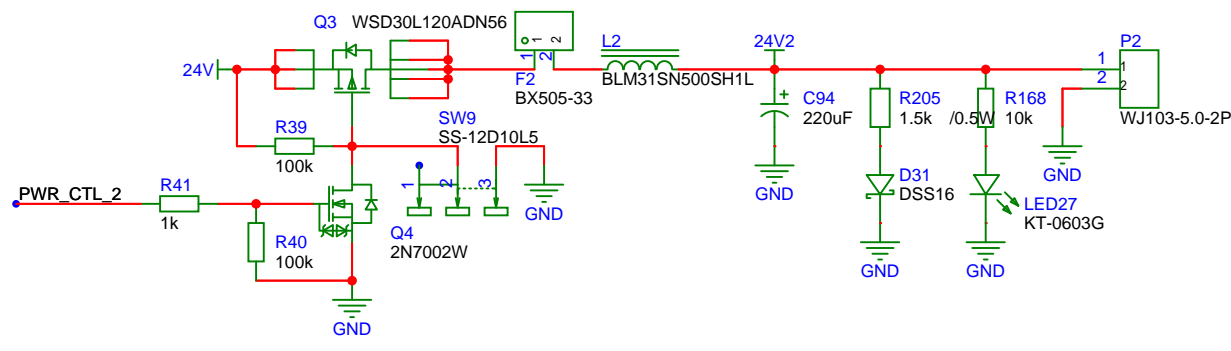 Q3 WSD30L120ADN56
24V
1 2
1 2
F2
BX505-33
L2
BLM31SN500SH1L
24V2
C94
220uF
R205
1.5k /0.5W
R168
10k
P2
1 1
2 2
WJ103-5.0-2P
GND
R39
100k
SW9
SS-12D10L5
1 2 3
GND
PWR_CTL_2
R41
1k
R40
100k
Q4
2N7002W
GND
GND
D31
DSS16
GND
LED27
KT-0603G
GND